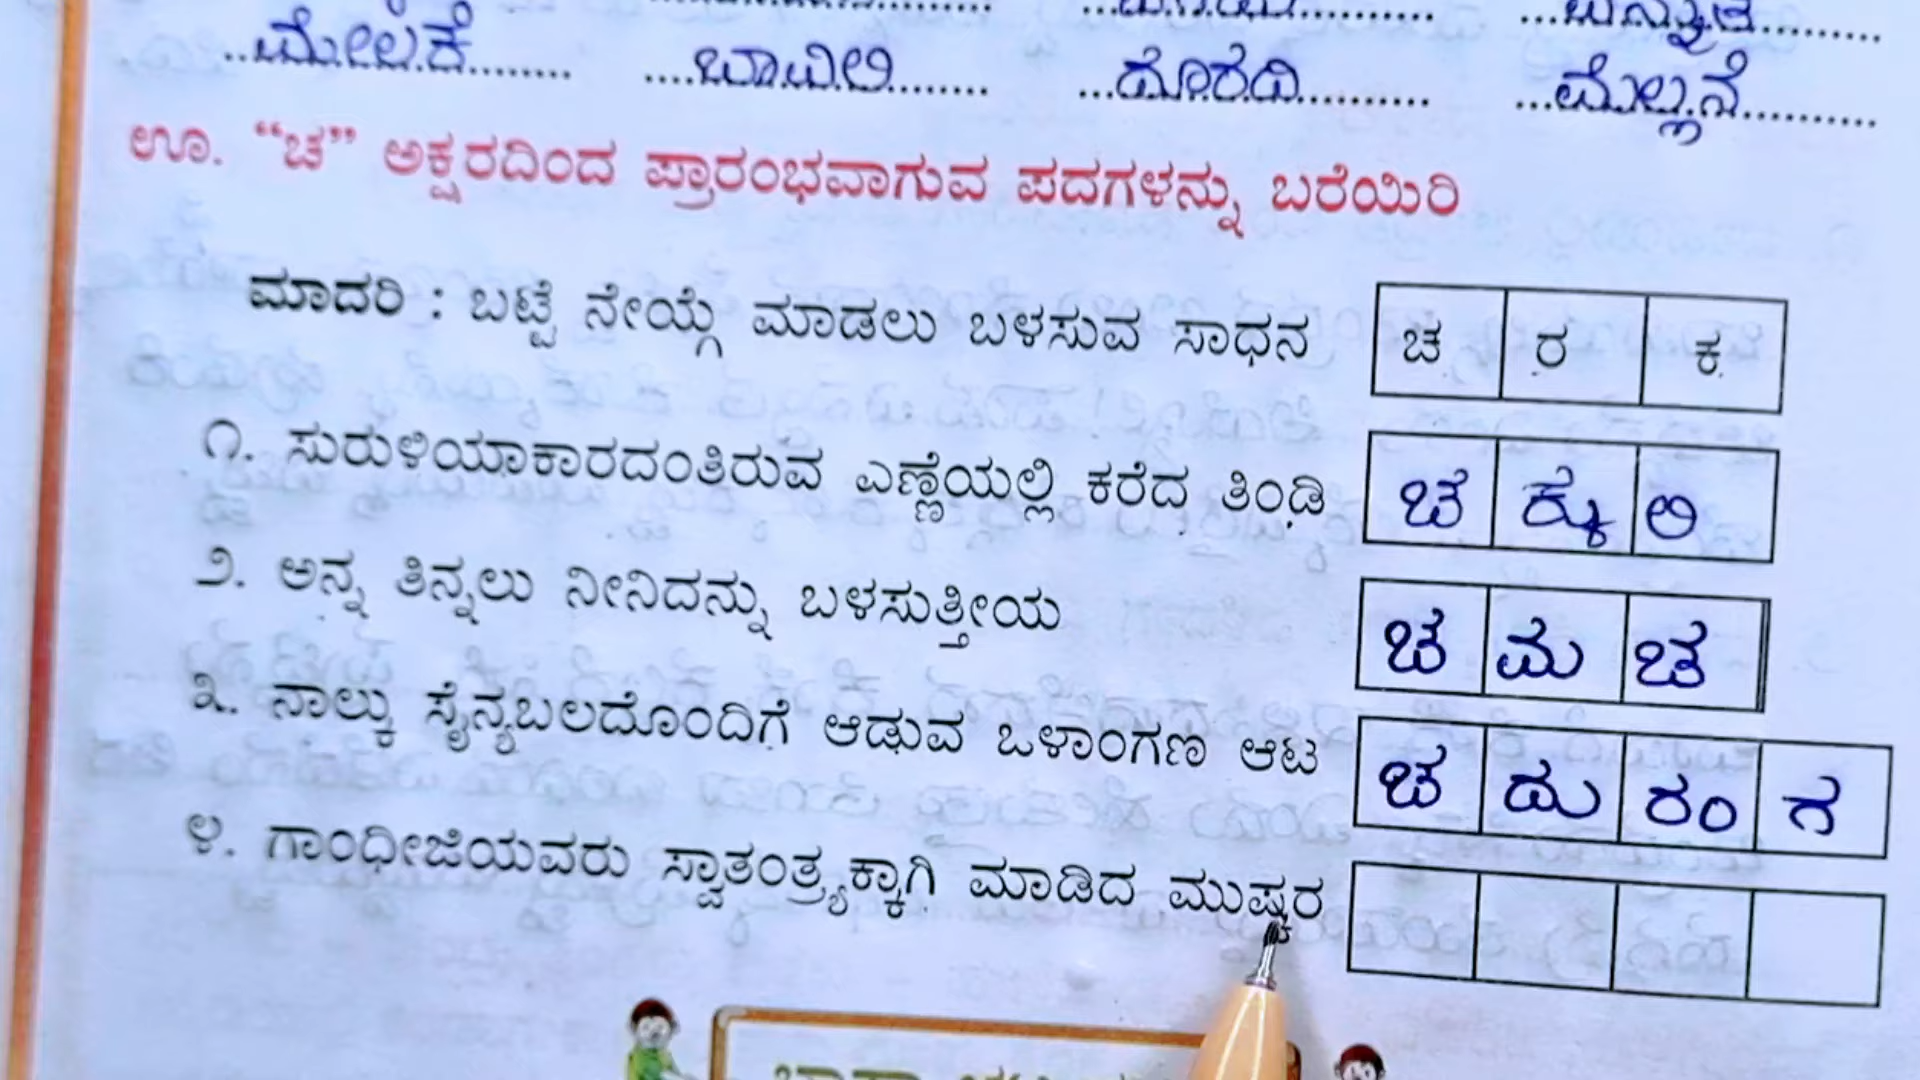 ಮೇಲಕೆ ಬಾವಿಲಿ ದೊರೆದಿ ಮೆಲ್ಲನೆ
ಊ. “ಚ” ಅಕ್ಷರದಿಂದ ಪ್ರಾರಂಭವಾಗುವ ಪದಗಳನ್ನು ಬರೆಯಿರಿ
ಮಾದರಿ : ಬಟ್ಟೆ ನೇಯ್ಗೆ ಮಾಡಲು ಬಳಸುವ ಸಾಧನ ಚ ರ ಕ
೧. ಸುರುಳಿಯಾಕಾರದಂತಿರುವ ಎಣ್ಣೆಯಲ್ಲಿ ಕರೆದ ತಿಂಡಿ ಚೆ ಕ್ಕು ಲಿ
೨. ಅನ್ನ ತಿನ್ನಲು ನೀನಿದನ್ನು ಬಳಸುತ್ತೀಯ ಚ ಮ ಚ
೩. ನಾಲ್ಕು ಸೈನ್ಯಬಲದೊಂದಿಗೆ ಆಡುವ ಒಳಾಂಗಣ ಆಟ ಚ ದು ರಂ ಗ
೪. ಗಾಂಧೀಜಿಯವರು ಸ್ವಾತಂತ್ರ್ಯಕ್ಕಾಗಿ ಮಾಡಿದ ಮುಷ್ಕರ